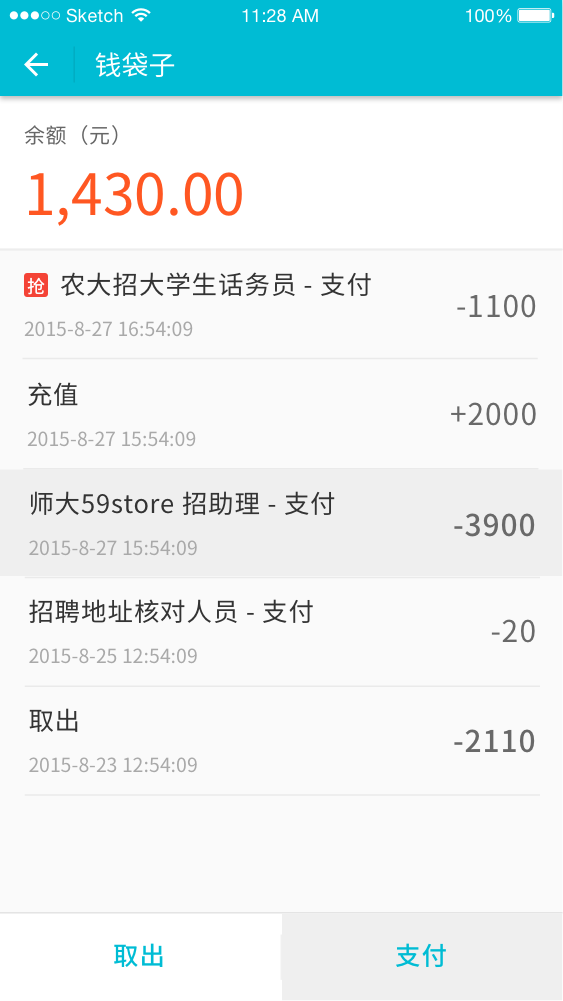 Sketch 11:28 AM 100%
钱袋子
余额（元）
1,430.00
抢 农大招大学生话务员 - 支付
-1100
2015-8-27 16:54:09
充值
+2000
2015-8-27 15:54:09
师大59store 招助理 - 支付
-3900
2015-8-27 15:54:09
招聘地址核对人员 - 支付
-20
2015-8-25 12:54:09
取出
-2110
2015-8-23 12:54:09
取出 支付